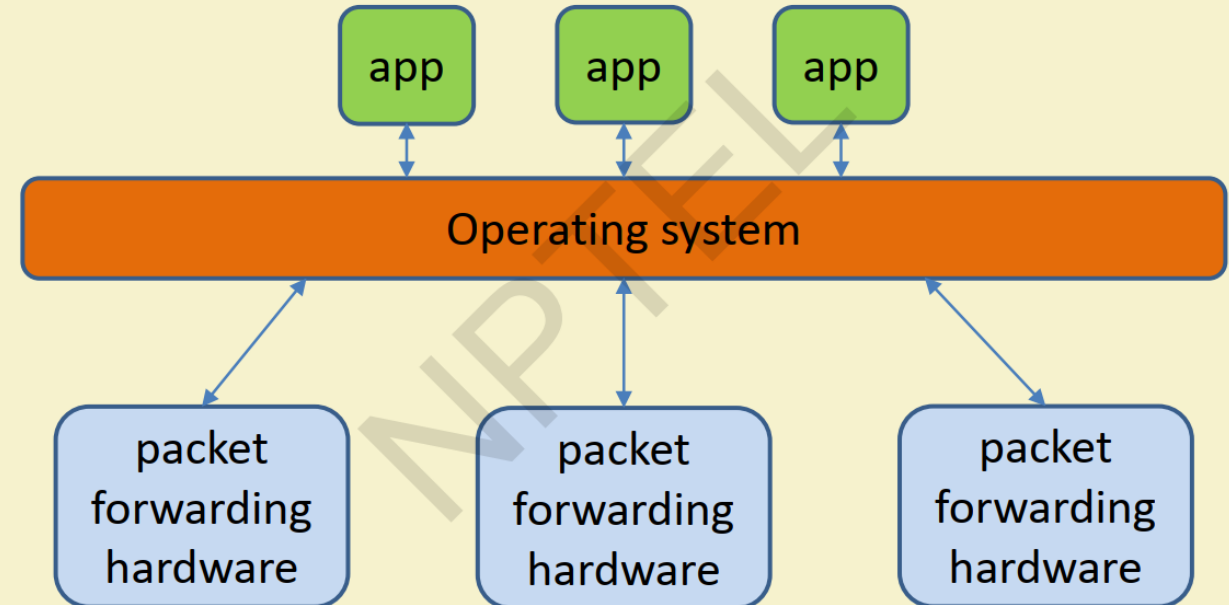 app app app
Operating system
packet packet packet
forwarding forwarding forwarding
hardware hardware hardware
NPTEL